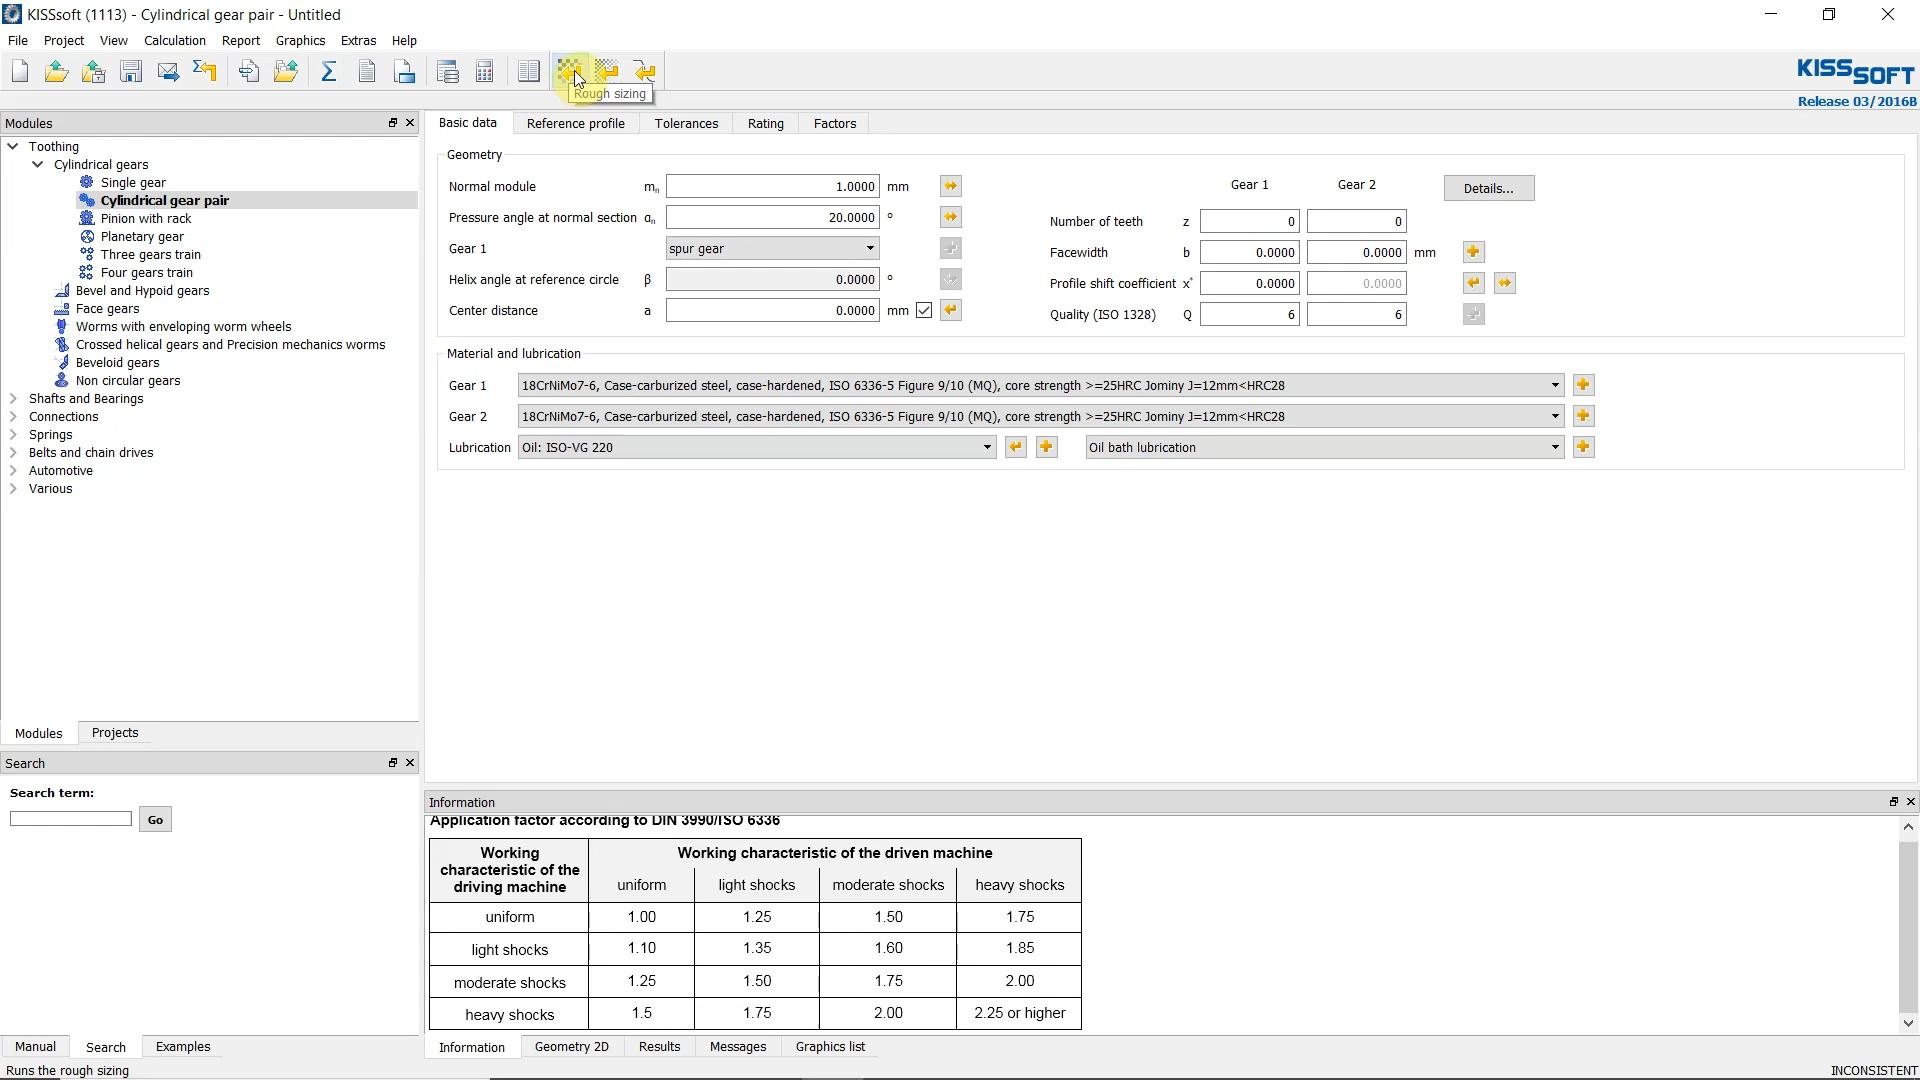 KISSsoft (1113) - Cylindrical gear pair - Untitled
File Project View Calculation Report Graphics Extras Help
Rough sizing
KISSSOFT
Release 03/2016B
Modules
Toothing
Cylindrical gears
Single gear
Cylindrical gear pair
Pinion with rack
Planetary gear
Three gears train
Four gears train
Bevel and Hypoid gears
Face gears
Worms with enveloping worm wheels
Crossed helical gears and Precision mechanics worms
Beveloid gears
Non circular gears
Shafts and Bearings
Connections
Springs
Belts and chain drives
Automotive
Various
Modules Projects
Search
Search term:
Go
Manual Search Examples
Runs the rough sizing
Basic data Reference profile Tolerances Rating Factors
Geometry
Normal module mn 1.0000 mm
Pressure angle at normal section αn 20.0000 °
Gear 1 spur gear
Helix angle at reference circle β 0.0000 °
Center distance a 0.0000 mm
Gear 1 Gear 2 Details...
Number of teeth z 0 0
Facewidth b 0.0000 0.0000 mm
Profile shift coefficient x* 0.0000 0.0000
Quality (ISO 1328) Q 6 6
Material and lubrication
Gear 1 18CrNiMo7-6, Case-carburized steel, case-hardened, ISO 6336-5 Figure 9/10 (MQ), core strength >=25HRC Jominy J=12mm<HRC28
Gear 2 18CrNiMo7-6, Case-carburized steel, case-hardened, ISO 6336-5 Figure 9/10 (MQ), core strength >=25HRC Jominy J=12mm<HRC28
Lubrication Oil: ISO-VG 220 Oil bath lubrication
Information
Application factor according to DIN 3990/ISO 6336
Working characteristic of the driving machine
Working characteristic of the driven machine
uniform light shocks moderate shocks heavy shocks
uniform 1.00 1.25 1.50 1.75
light shocks 1.10 1.35 1.60 1.85
moderate shocks 1.25 1.50 1.75 2.00
heavy shocks 1.5 1.75 2.00 2.25 or higher
Information Geometry 2D Results Messages Graphics list
INCONSISTENT